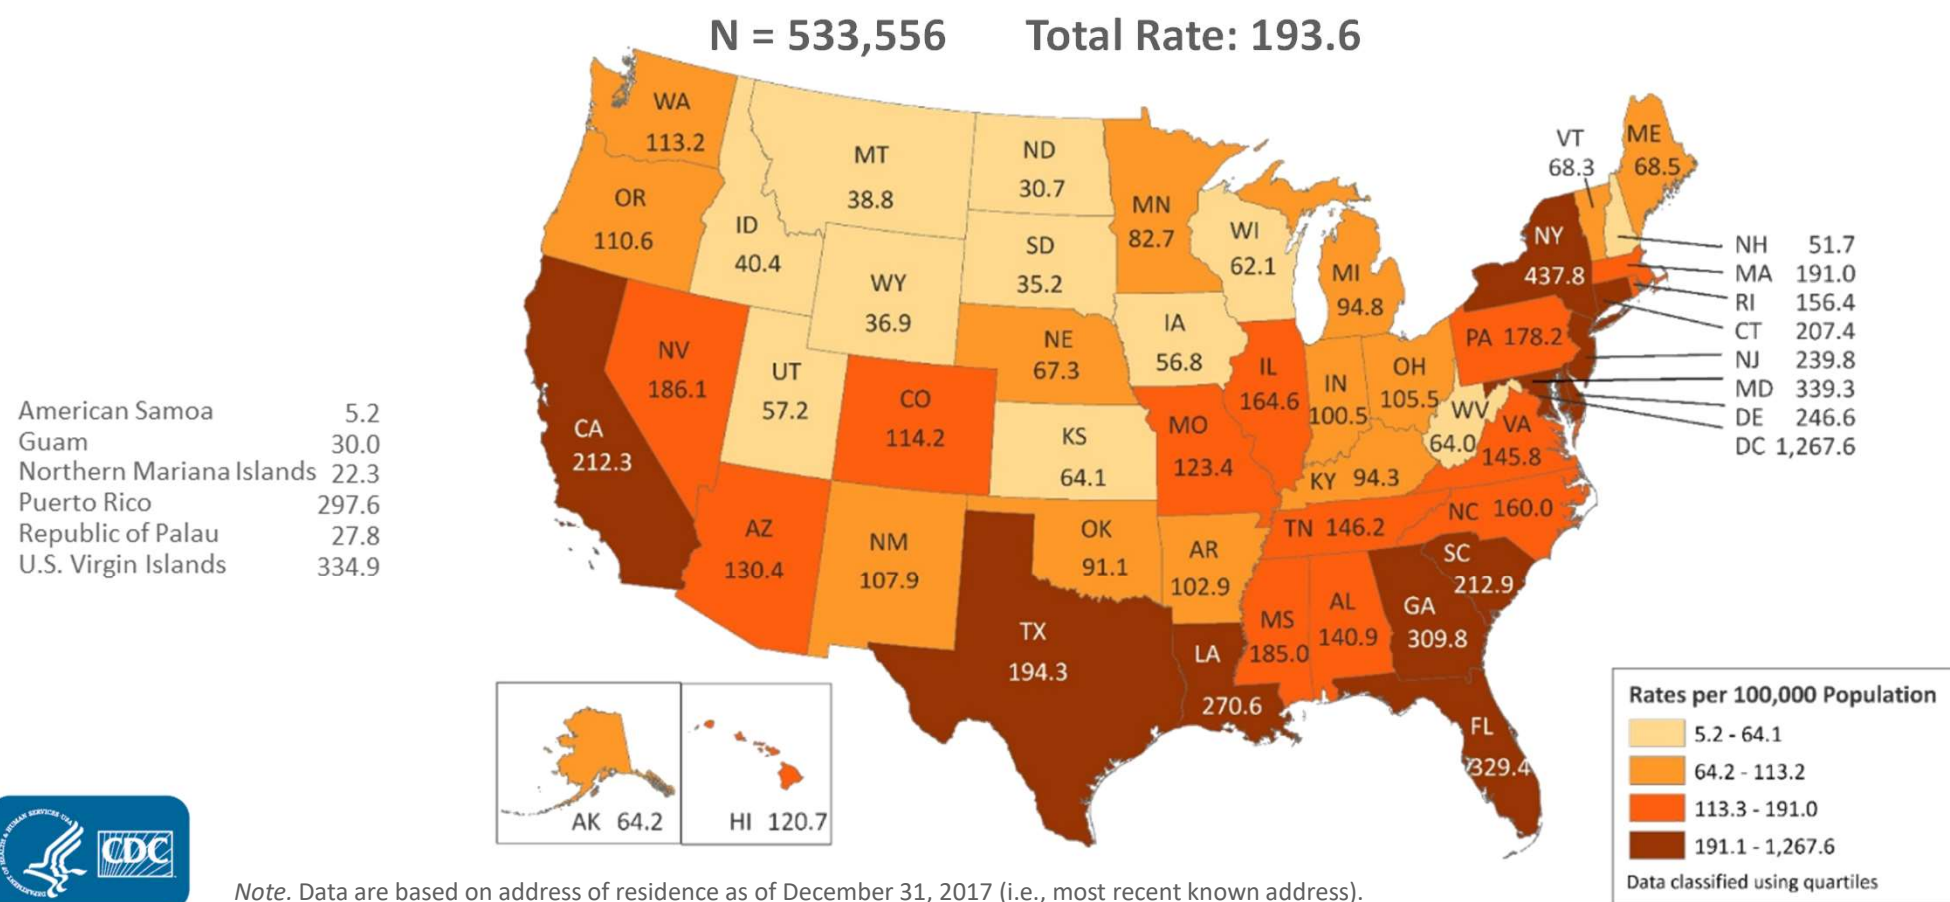 N = 533,556 Total Rate: 193.6
WA
113.2
OR
110.6
ID
40.4
MT
38.8
ND
30.7
SD
35.2
WY
36.9
MN
82.7
WI
62.1
MI
94.8
VT
68.3
ME
68.5
NY
437.8
NH 51.7
MA 191.0
RI 156.4
CT 207.4
NJ 239.8
MD 339.3
DE 246.6
DC 1,267.6
NE
67.3
IA
56.8
NV
186.1
UT
57.2
CO
114.2
KS
64.1
MO
123.4
IL
164.6
IN
100.5
OH
105.5
PA 178.2
WV
64.0
VA
145.8
KY 94.3
CA
212.3
AZ
130.4
NM
107.9
OK
91.1
AR
102.9
TN 146.2
NC 160.0
SC
212.9
TX
194.3
LA
270.6
MS
185.0
AL
140.9
GA
309.8
FL
329.4
AK 64.2
HI 120.7
American Samoa 5.2
Guam 30.0
Northern Mariana Islands 22.3
Puerto Rico 297.6
Republic of Palau 27.8
U.S. Virgin Islands 334.9
Rates per 100,000 Population
5.2 - 64.1
64.2 - 113.2
113.3 - 191.0
191.1 - 1,267.6
Data classified using quartiles
CDC
Note. Data are based on address of residence as of December 31, 2017 (i.e., most recent known address).